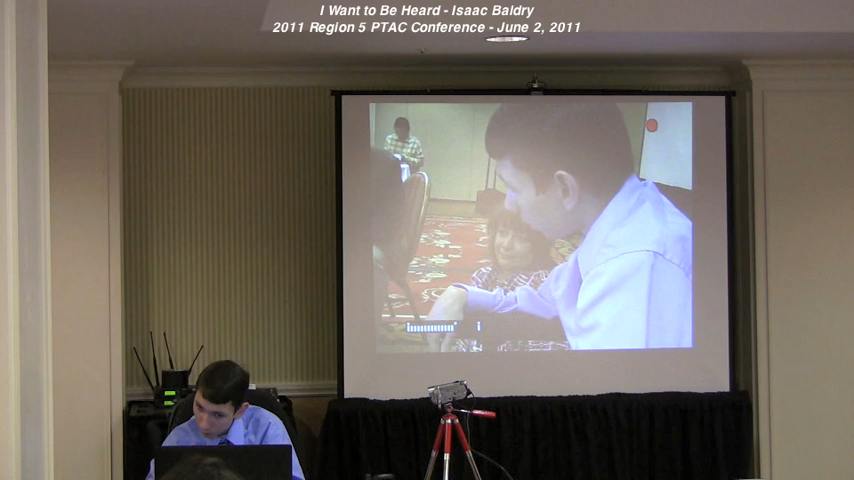 I Want to Be Heard - Isaac Baldry
2011 Region 5 PTAC Conference - June 2, 2011